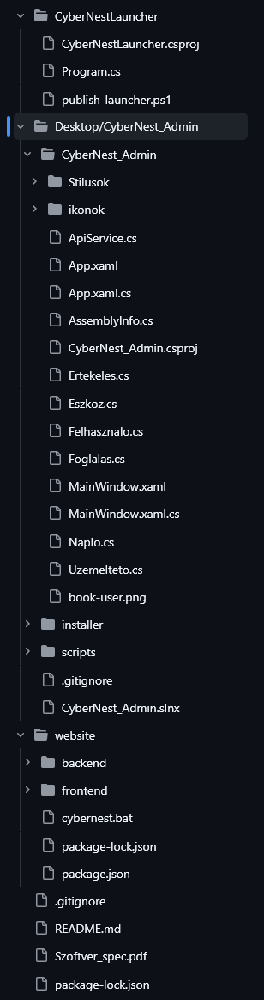 CyberNestLauncher
CyberNestLauncher.csproj
Program.cs
publish-launcher.ps1
Desktop/CyberNest_Admin
CyberNest_Admin
Stilusok
ikonok
ApiService.cs
App.xaml
App.xaml.cs
AssemblyInfo.cs
CyberNest_Admin.csproj
Ertekeles.cs
Eszkoz.cs
Felhasznalo.cs
Foglalas.cs
MainWindow.xaml
MainWindow.xaml.cs
Naplo.cs
Uzemelteto.cs
book-user.png
installer
scripts
.gitignore
CyberNest_Admin.slnx
website
backend
frontend
cybernest.bat
package-lock.json
package.json
.gitignore
README.md
Szoftver_spec.pdf
package-lock.json